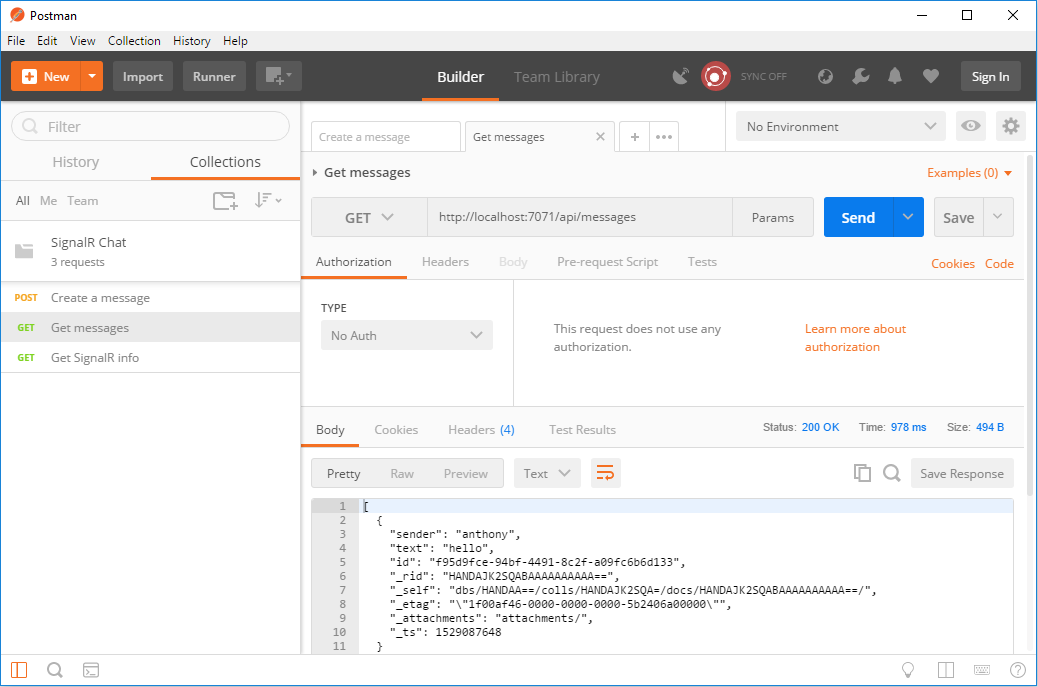 Postman
File Edit View Collection History Help
New Import Runner Builder Team Library SYNC OFF Sign In
Filter
History Collections
All Me Team
SignalR Chat
3 requests
POST Create a message
GET Get messages
GET Get SignalR info
Create a message Get messages No Environment
Get messages Examples (0)
GET http://localhost:7071/api/messages Params Send Save
Authorization Headers Body Pre-request Script Tests Cookies Code
TYPE
No Auth
This request does not use any
authorization.
Learn more about
authorization
Body Cookies Headers (4) Test Results Status: 200 OK Time: 978 ms Size: 494 B
Pretty Raw Preview Text Save Response
1 [
2 {
3 "sender": "anthony",
4 "text": "hello",
5 "id": "f95d9fce-94bf-4491-8c2f-a09fc6b6d133",
6 "_rid": "HANDAJK2SQABAAAAAAAAAA==",
7 "_self": "dbs/HANDAA==/colls/HANDAJK2SQA=/docs/HANDAJK2SQABAAAAAAAAAA==/",
8 "_etag": "\"1f00af46-0000-0000-0000-5b2406a00000\"",
9 "_attachments": "attachments/",
10 "_ts": 1529087648
11 }